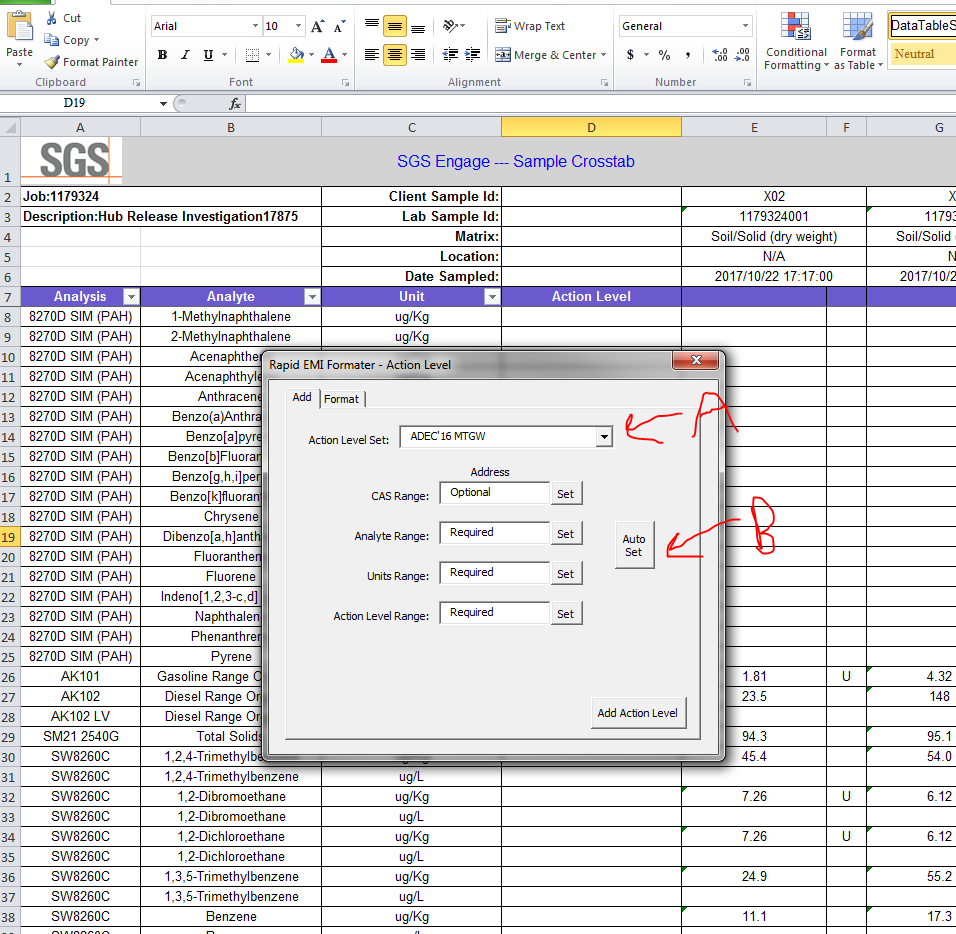 Cut
Copy
Format Painter
Paste
Clipboard
Arial 10
B I U A
Font
Wrap Text
Merge & Center
Alignment
General
$ % ,
Number
Conditional Formatting
Format as Table
DataTableS
Neutral
D19 fx
A B C D E F G
1 SGS SGS Engage --- Sample Crosstab
2 Job:1179324 Client Sample Id: X02 X
3 Description:Hub Release Investigation17875 Lab Sample Id: 1179324001 1179
4 Matrix: Soil/Solid (dry weight) Soil/Solid
5 Location: N/A N
6 Date Sampled: 2017/10/22 17:17:00 2017/10/2
7 Analysis Analyte Unit Action Level
8 8270D SIM (PAH) 1-Methylnaphthalene ug/Kg
9 8270D SIM (PAH) 2-Methylnaphthalene ug/Kg
10 8270D SIM (PAH) Acenaphther
11 8270D SIM (PAH) Acenaphthyle
12 8270D SIM (PAH) Anthracene
13 8270D SIM (PAH) Benzo(a)Anthra
14 8270D SIM (PAH) Benzo[a]pyre
15 8270D SIM (PAH) Benzo[b]Fluoran
16 8270D SIM (PAH) Benzo[g,h,i]per
17 8270D SIM (PAH) Benzo[k]fluoran
18 8270D SIM (PAH) Chrysene
19 8270D SIM (PAH) Dibenzo[a,h]anth
20 8270D SIM (PAH) Fluoranthen
21 8270D SIM (PAH) Fluorene
22 8270D SIM (PAH) Indeno[1,2,3-c,d]
23 8270D SIM (PAH) Naphthalen
24 8270D SIM (PAH) Phenanthren
25 8270D SIM (PAH) Pyrene
26 AK101 Gasoline Range O 1.81 U 4.32
27 AK102 Diesel Range Or 23.5 148
28 AK102 LV Diesel Range Or
29 SM21 2540G Total Solids 94.3 95.1
30 SW8260C 1,2,4-Trimethylbe 45.4 54.0
31 SW8260C 1,2,4-Trimethylbenzene ug/L
32 SW8260C 1,2-Dibromoethane ug/Kg 7.26 U 6.12
33 SW8260C 1,2-Dibromoethane ug/L
34 SW8260C 1,2-Dichloroethane ug/Kg 7.26 U 6.12
35 SW8260C 1,2-Dichloroethane ug/L
36 SW8260C 1,3,5-Trimethylbenzene ug/Kg 24.9 55.2
37 SW8260C 1,3,5-Trimethylbenzene ug/L
38 SW8260C Benzene ug/Kg 11.1 17.3
Rapid EMI Formater - Action Level
Add Format
Action Level Set: ADEC'16 MTGW
A
Address
CAS Range: Optional Set
Analyte Range: Required Set
Auto Set
B
Units Range: Required Set
Action Level Range: Required Set
Add Action Level